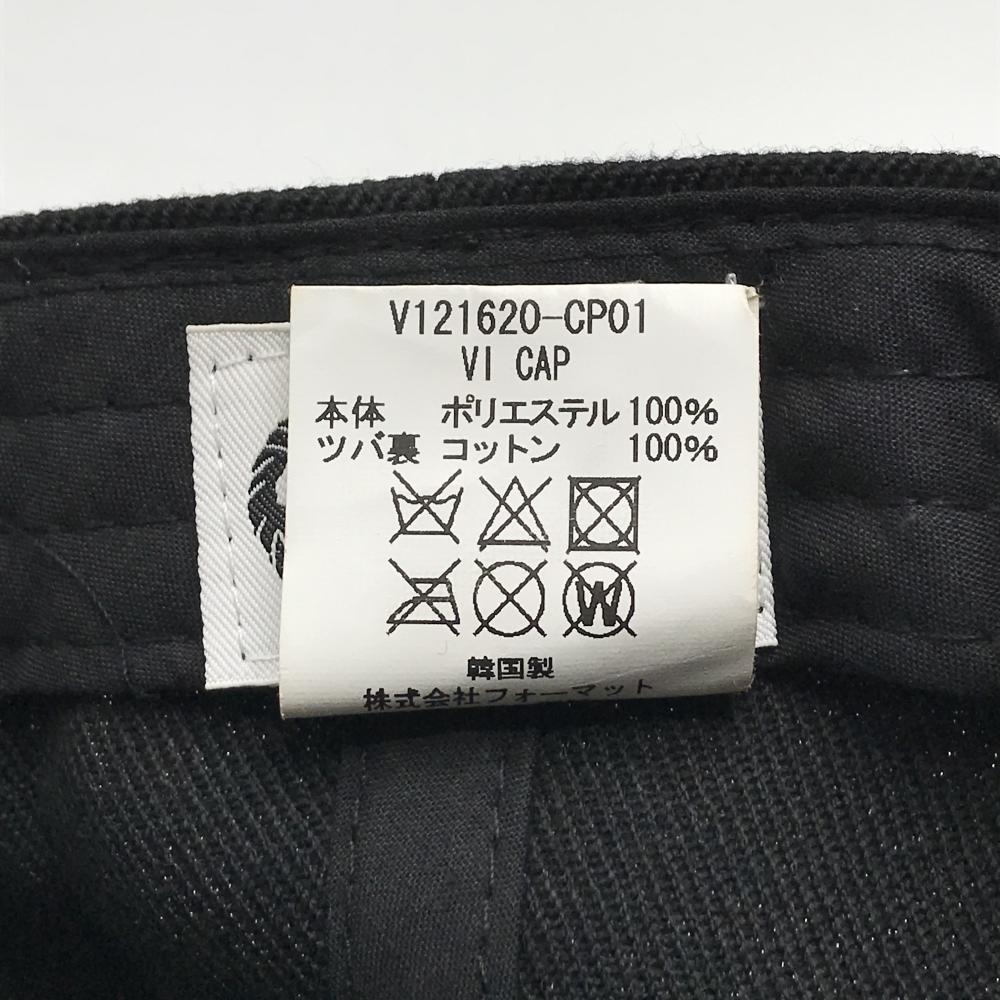 V121620-CP01
VI CAP
本体 ポリエステル 100%
ツバ裏 コットン 100%
W
韓国製
株式会社フォーマット